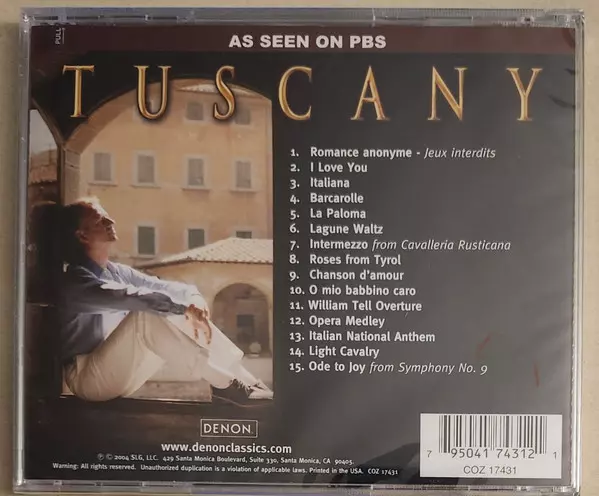 PULL
AS SEEN ON PBS
TUSCANY
1. Romance anonyme - Jeux interdits
2. I Love You
3. Italiana
4. Barcarolle
5. La Paloma
6. Lagune Waltz
7. Intermezzo from Cavalleria Rusticana
8. Roses from Tyrol
9. Chanson d'amour
10. O mio babbino caro
11. William Tell Overture
12. Opera Medley
13. Italian National Anthem
14. Light Cavalry
15. Ode to Joy from Symphony No. 9
DENON
www.denonclassics.com
℗ © 2004 SLG, LLC. 429 Santa Monica Boulevard, Suite 330, Santa Monica, CA 90405.
Warning: All rights reserved. Unauthorized duplication is a violation of applicable laws. Printed in the USA. COZ 17431
7 95041 74312 1
COZ 17431